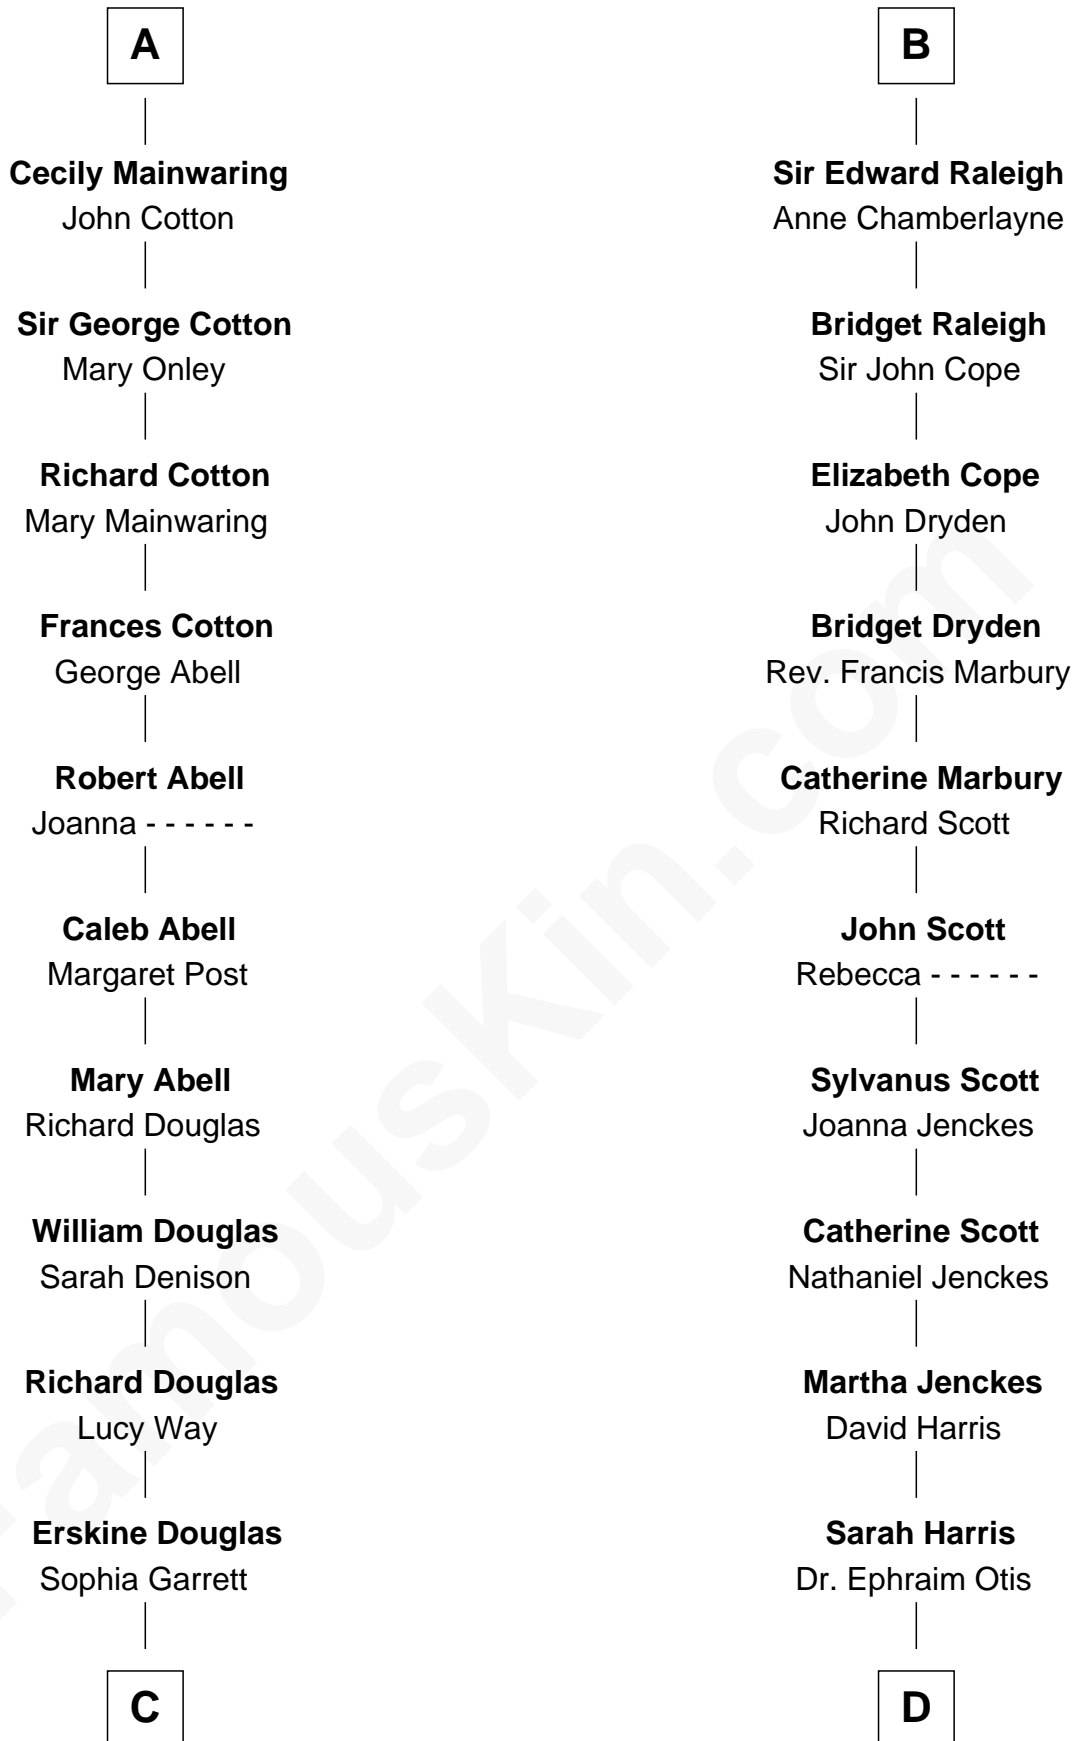 A
Cecily Mainwaring
John Cotton
Sir George Cotton
Mary Onley
Richard Cotton
Mary Mainwaring
Frances Cotton
George Abell
Robert Abell
Joanna - - - - - -
Caleb Abell
Margaret Post
Mary Abell
Richard Douglas
William Douglas
Sarah Denison
Richard Douglas
Lucy Way
Erskine Douglas
Sophia Garrett
C
B
Sir Edward Raleigh
Anne Chamberlayne
Bridget Raleigh
Sir John Cope
Elizabeth Cope
John Dryden
Bridget Dryden
Rev. Francis Marbury
Catherine Marbury
Richard Scott
John Scott
Rebecca - - - - - -
Sylvanus Scott
Joanna Jenckes
Catherine Scott
Nathaniel Jenckes
Martha Jenckes
David Harris
Sarah Harris
Dr. Ephraim Otis
D
FamousKin.com